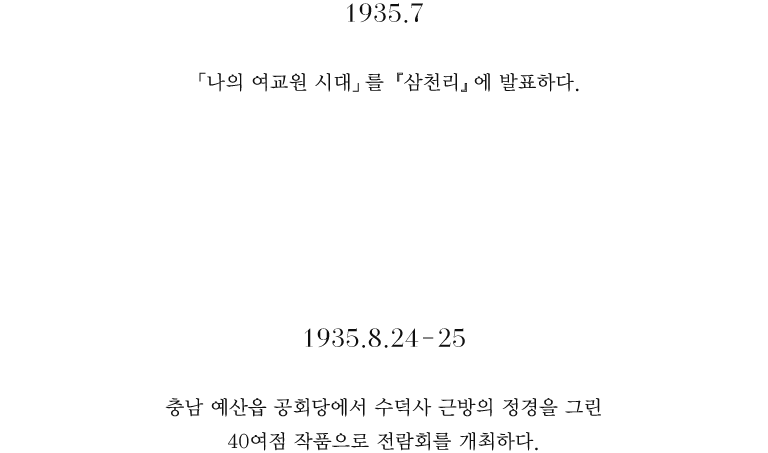 1935.7
「나의 여교원 시대」를 『삼천리』에 발표하다.
1935.8.24-25
충남 예산읍 공회당에서 수덕사 근방의 정경을 그린
40여점 작품으로 전람회를 개최하다.